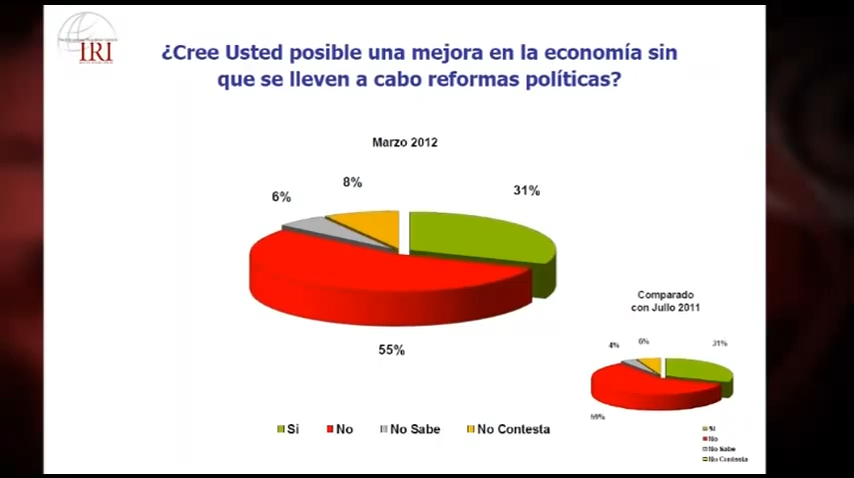 IRI
¿Cree Usted posible una mejora en la economía sin
que se lleven a cabo reformas políticas?
Marzo 2012
8%
6%
31%
55%
Si No No Sabe No Contesta
Comparado
con Julio 2011
4%
6%
31%
59%
Si
No
No Sabe
No Contesta